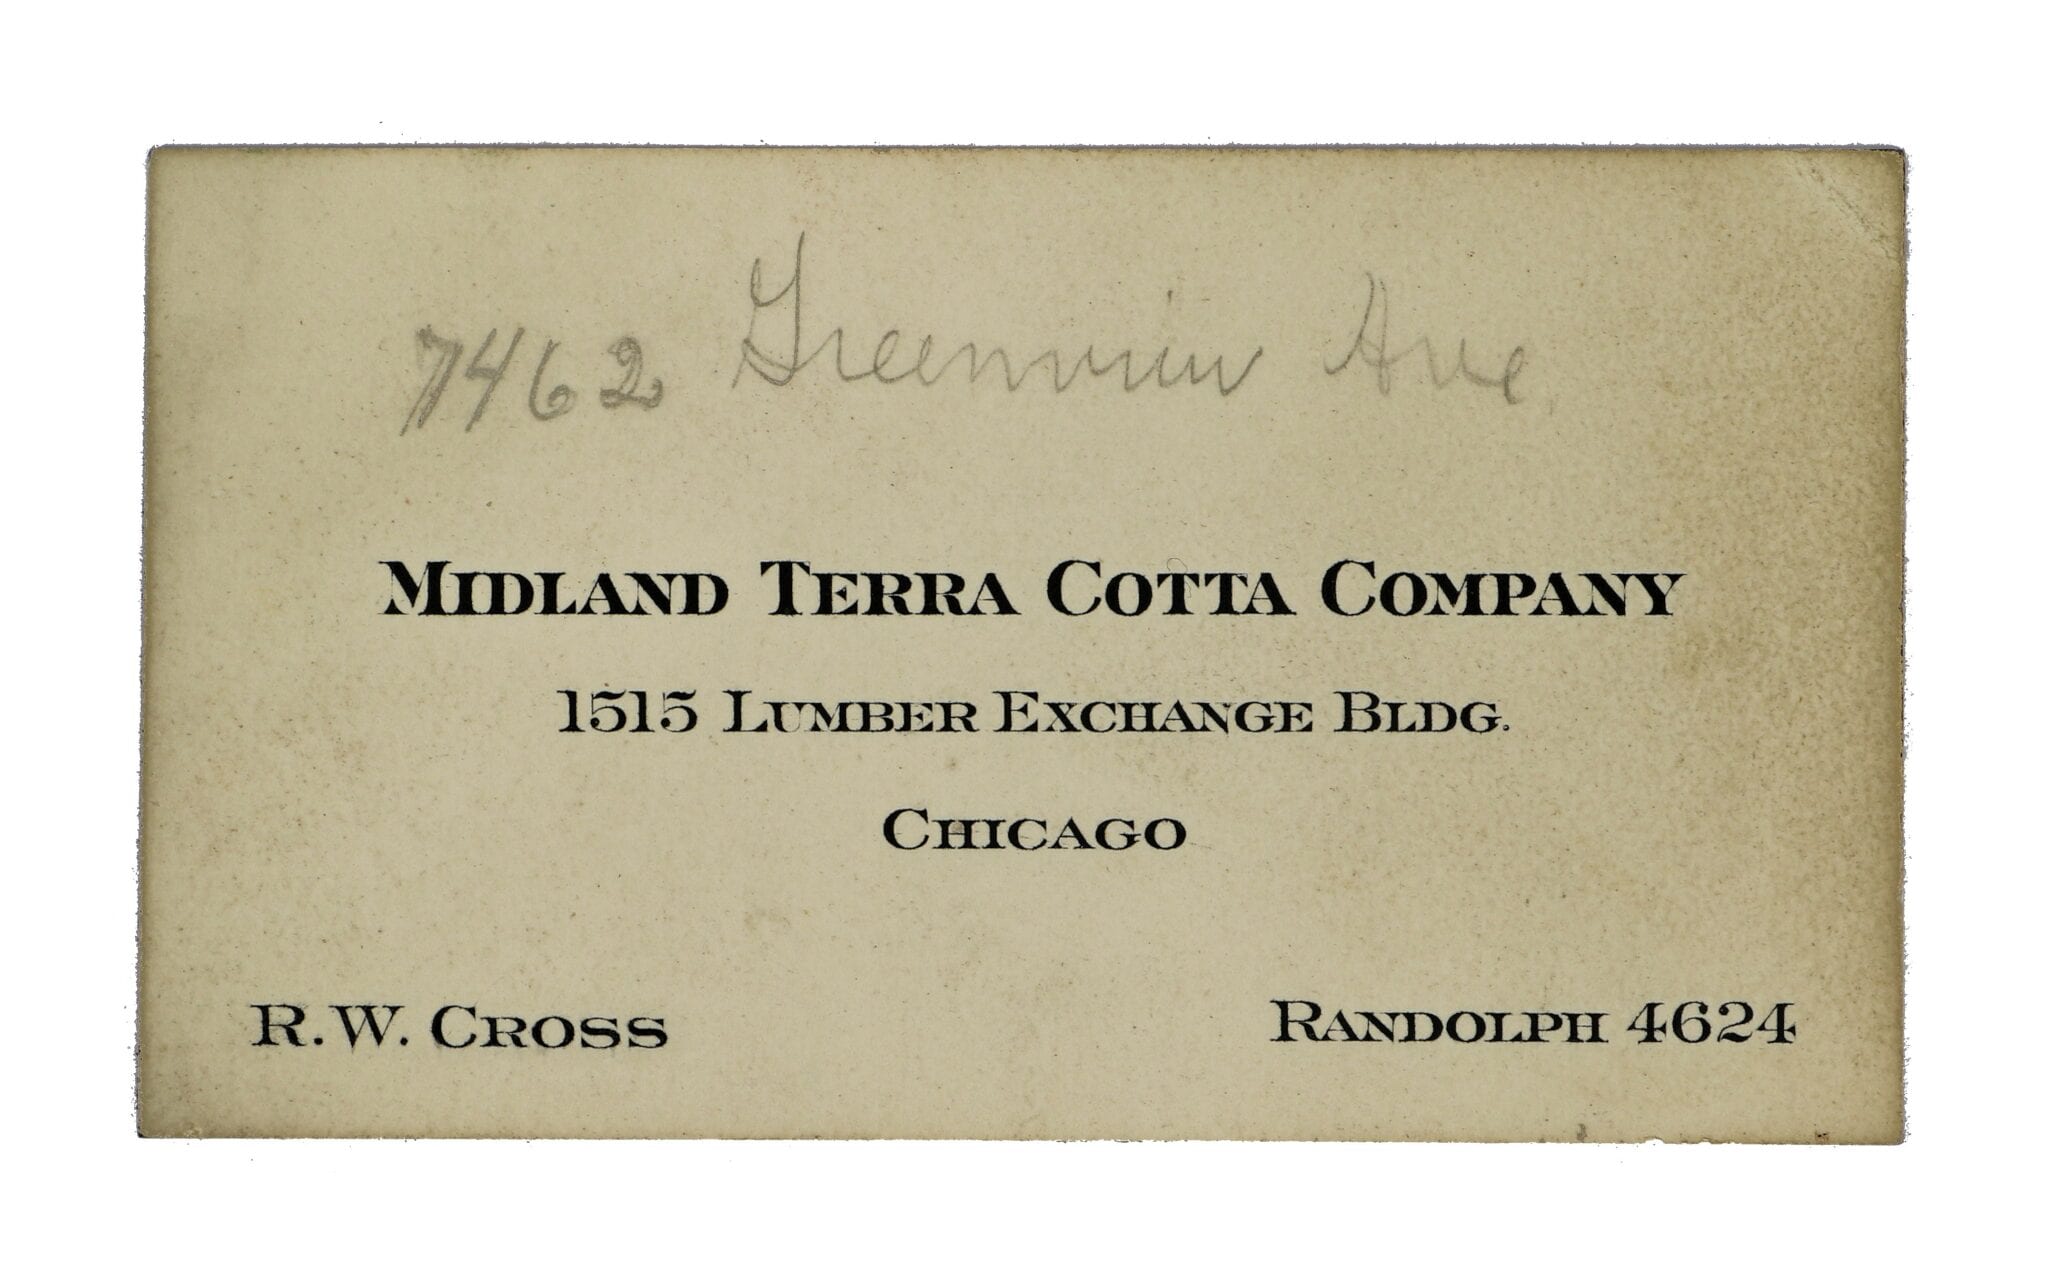 7462 Greenview Ave.
MIDLAND TERRA COTTA COMPANY
1515 LUMBER EXCHANGE BLDG.
CHICAGO
R. W. CROSS RANDOLPH 4624